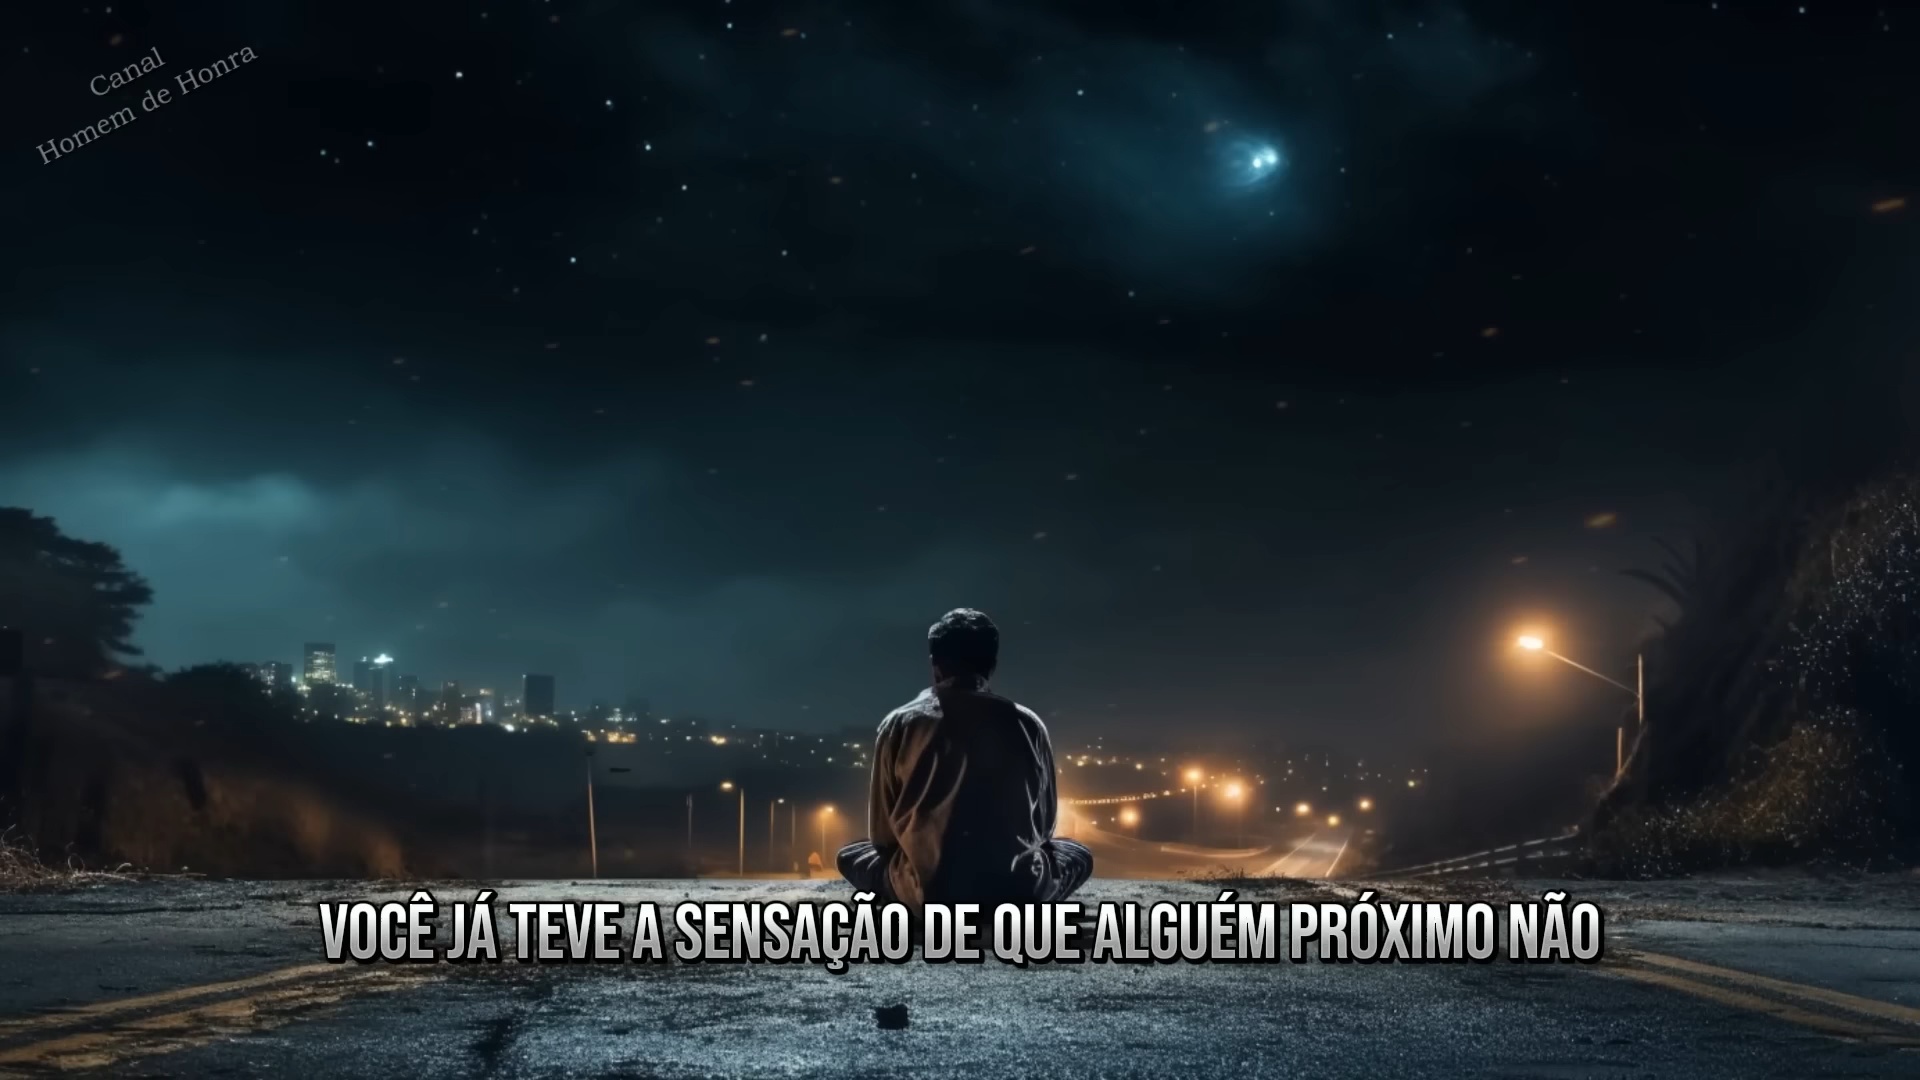 Canal
Homem de Honra
VOCÊ JÁ TEVE A SENSAÇÃO DE QUE ALGUÉM PRÓXIMO NÃO